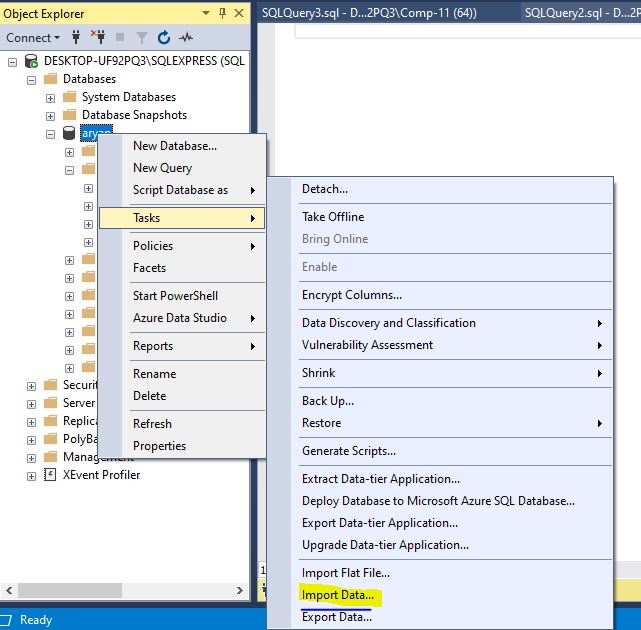 Object Explorer
SQLQuery3.sql - D...2PQ3\Comp-11 (64))
SQLQuery2.sql - D...2P
Connect
DESKTOP-UF92PQ3\SQLEXPRESS (SQL
Databases
System Databases
Database Snapshots
aryan
New Database...
New Query
Script Database as
Tasks
Policies
Facets
Start PowerShell
Azure Data Studio
Reports
Rename
Delete
Refresh
Properties
Detach...
Take Offline
Bring Online
Enable
Encrypt Columns...
Data Discovery and Classification
Vulnerability Assessment
Shrink
Back Up...
Restore
Generate Scripts...
Extract Data-tier Application...
Deploy Database to Microsoft Azure SQL Database...
Export Data-tier Application...
Upgrade Data-tier Application...
Import Flat File...
Import Data...
Export Data...
Securit
Server
Replica
PolyBa
Management
XEvent Profiler
1
Ready